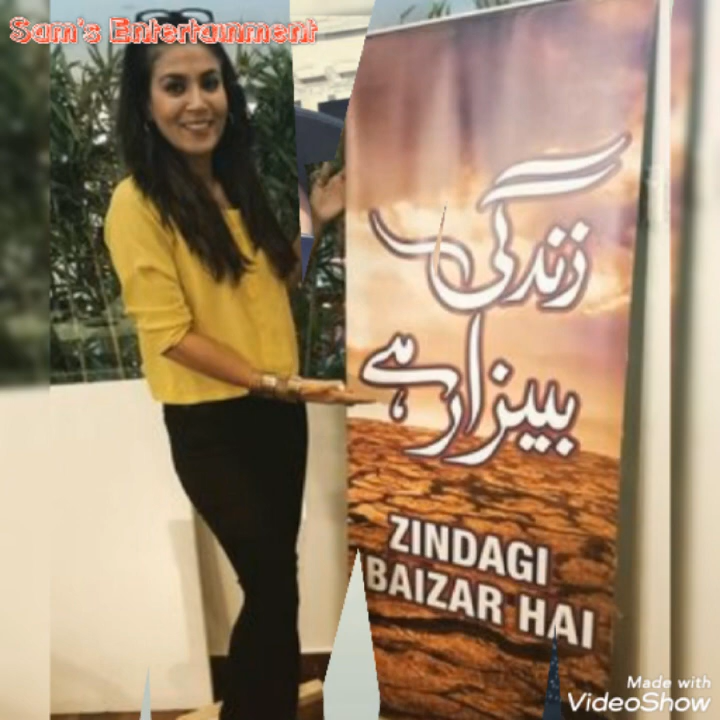 Sam's Entertainment
زندگی
بیزار ہے
ZINDAGI
BAIZAR HAI
Made with
VideoShow